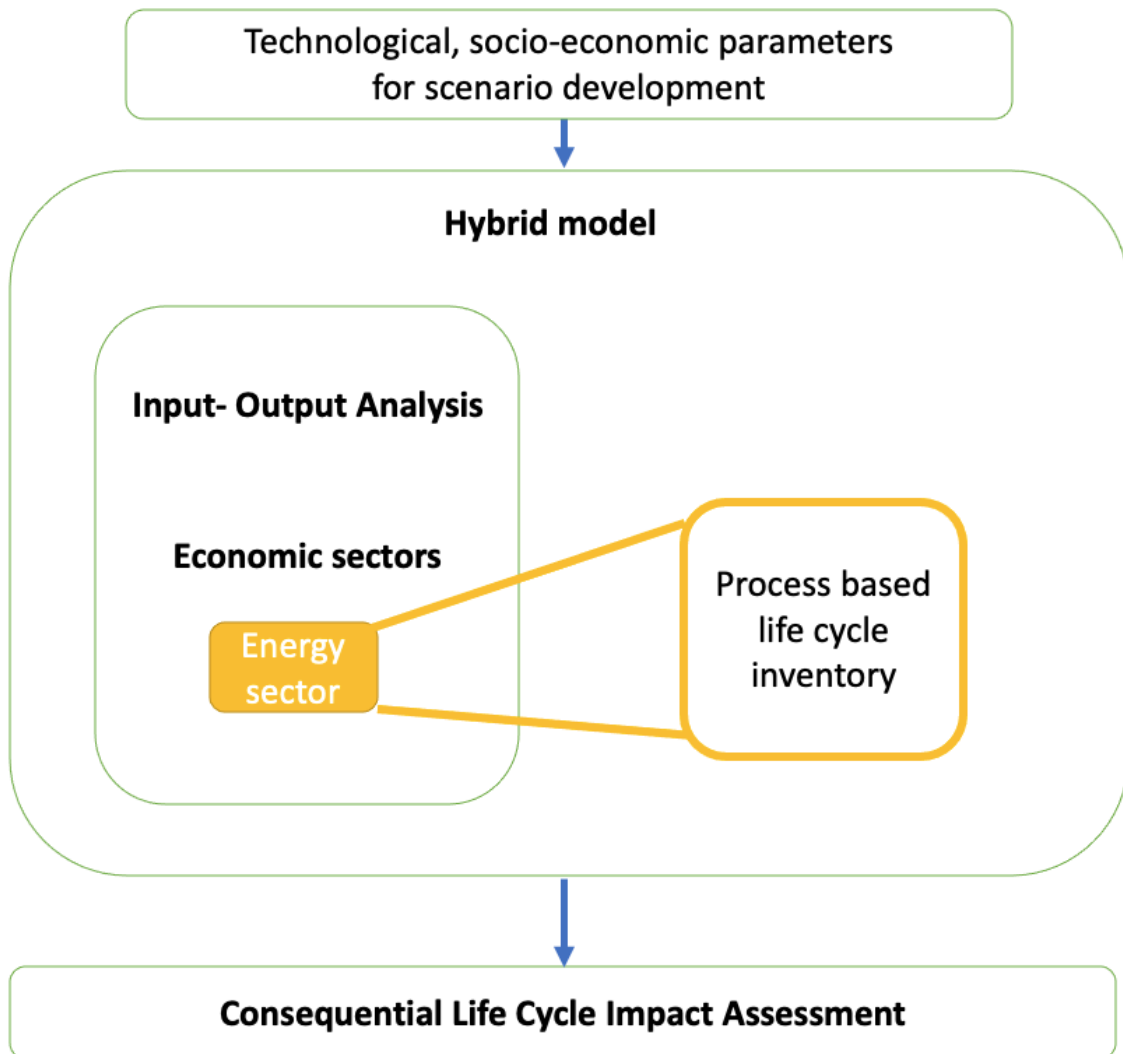 Technological, socio-economic parameters
for scenario development
Hybrid model
Input- Output Analysis
Economic sectors
Energy
sector
Process based
life cycle
inventory
Consequential Life Cycle Impact Assessment